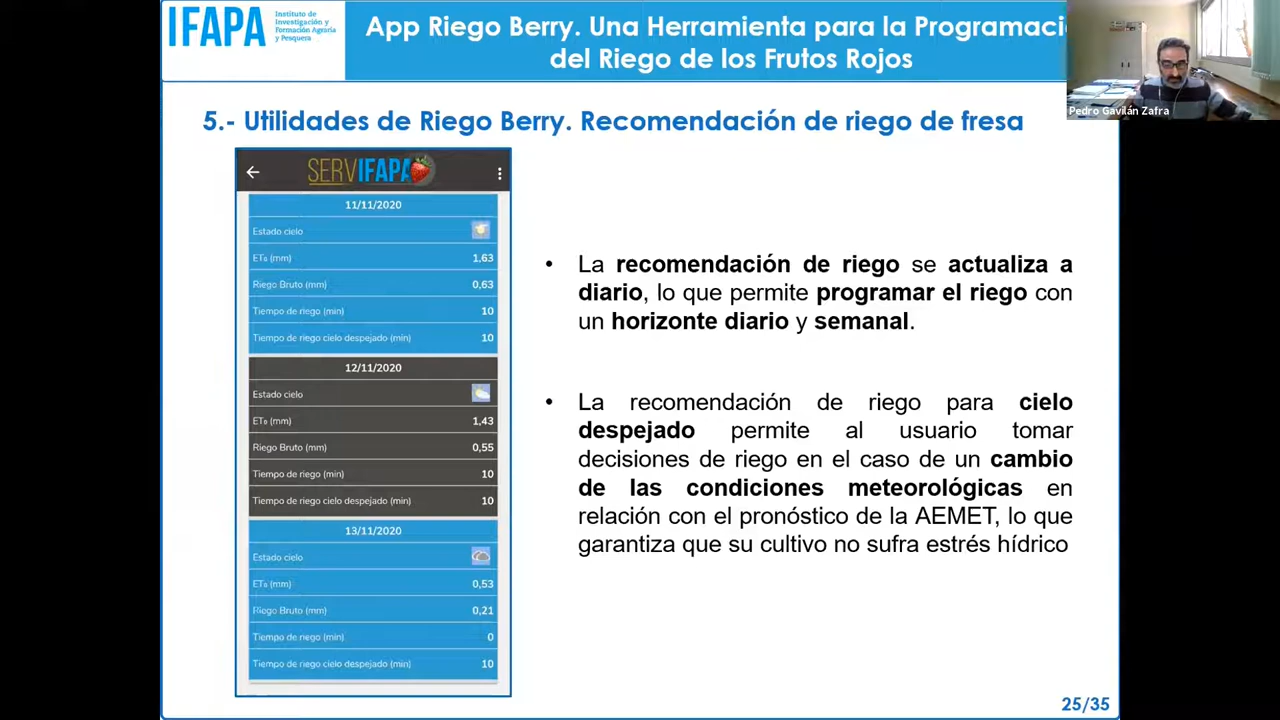 IFAPA
Instituto de
Investigación y
Formación Agraria
y Pesquera
App Riego Berry. Una Herramienta para la Programaci
del Riego de los Frutos Rojos
Pedro Gavilán Zafra
5.- Utilidades de Riego Berry. Recomendación de riego de fresa
SERVIFAPA
11/11/2020
Estado cielo
ET₀ (mm) 1,63
Riego Bruto (mm) 0,63
Tiempo de riego (min) 10
Tiempo de riego cielo despejado (min) 10
12/11/2020
Estado cielo
ET₀ (mm) 1,43
Riego Bruto (mm) 0,55
Tiempo de riego (min) 10
Tiempo de riego cielo despejado (min) 10
13/11/2020
Estado cielo
ET₀ (mm) 0,53
Riego Bruto (mm) 0,21
Tiempo de riego (min) 0
Tiempo de riego cielo despejado (min) 10
• La recomendación de riego se actualiza a
diario, lo que permite programar el riego con
un horizonte diario y semanal.
• La recomendación de riego para cielo
despejado permite al usuario tomar
decisiones de riego en el caso de un cambio
de las condiciones meteorológicas en
relación con el pronóstico de la AEMET, lo que
garantiza que su cultivo no sufra estrés hídrico
25/35